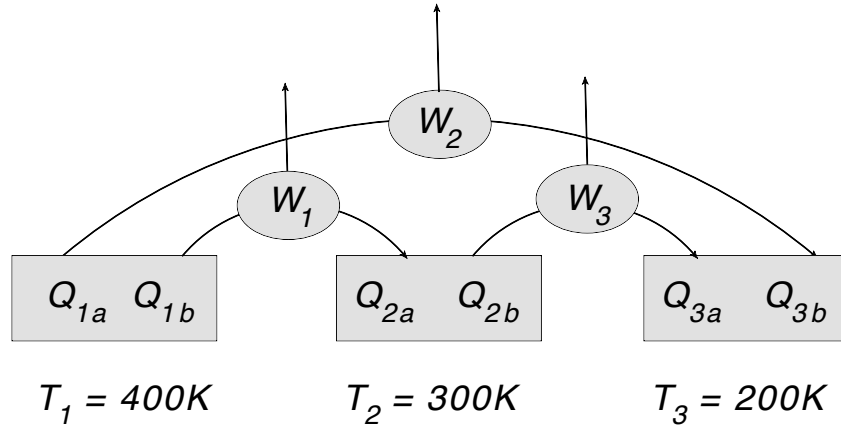 W2
W1 W3
Q1a Q1b Q2a Q2b Q3a Q3b
T1 = 400K T2 = 300K T3 = 200K